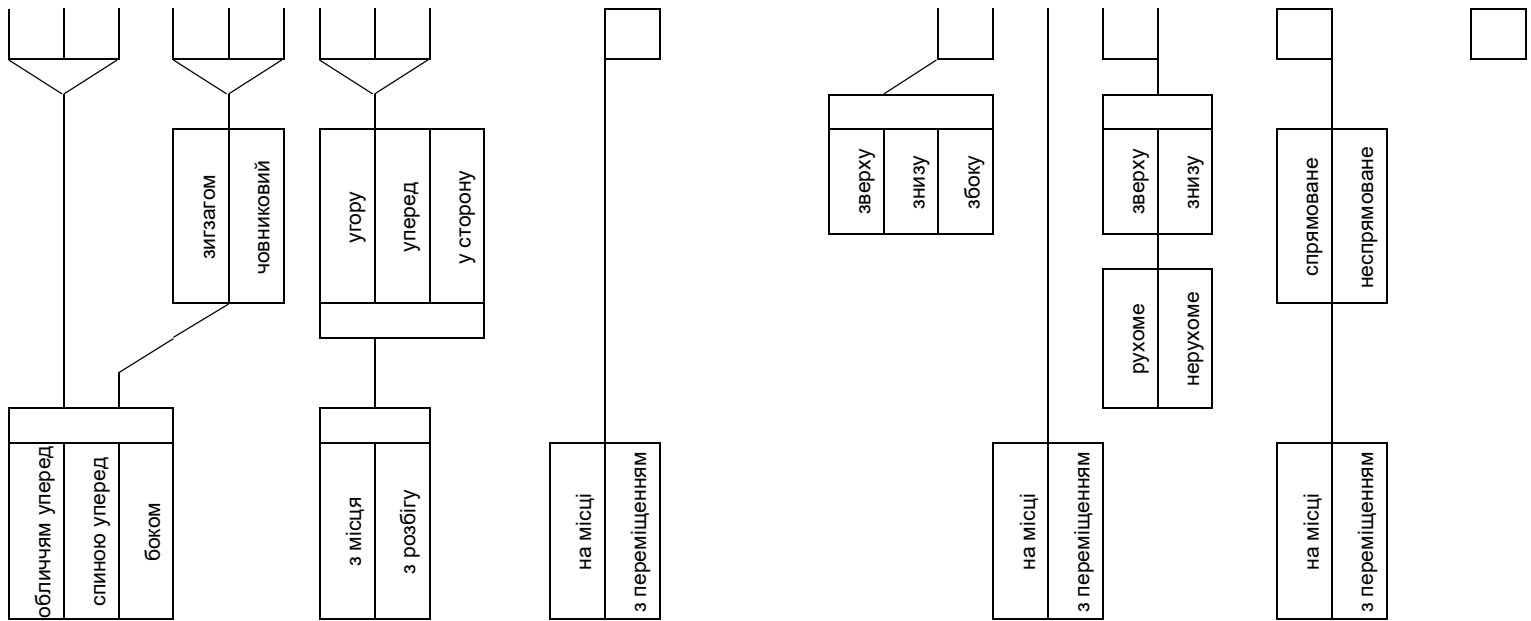 зигзагом
човниковий
угору
уперед
у сторону
зверху
знизу
збоку
зверху
знизу
спрямоване
неспрямоване
рухоме
нерухоме
обличчям уперед
спиною уперед
боком
з місця
з розбігу
на місці
з переміщенням
на місці
з переміщенням
на місці
з переміщенням